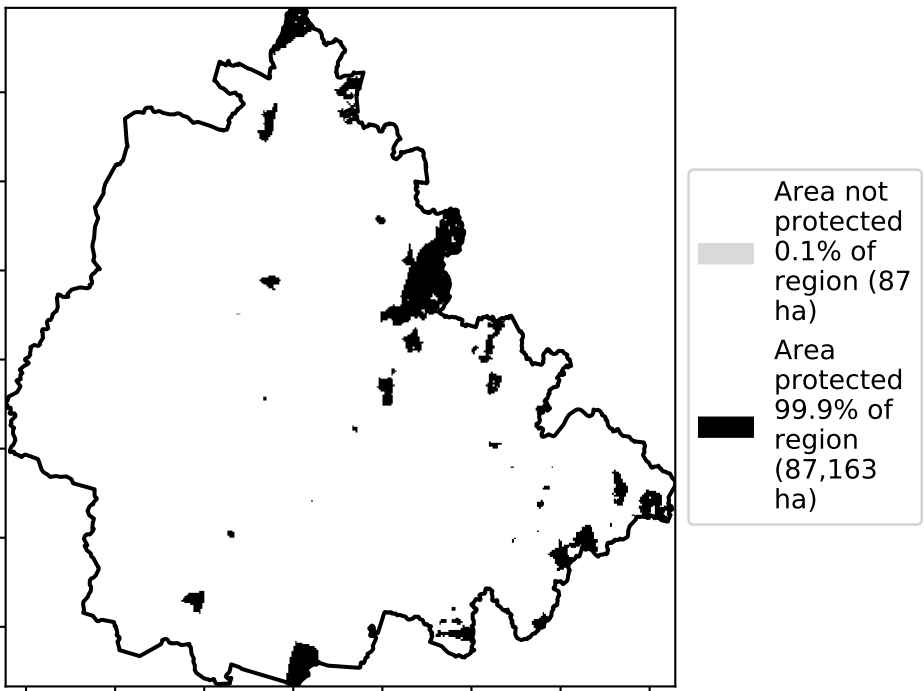 Area not
protected
0.1% of
region (87
ha)
Area
protected
99.9% of
region
(87,163
ha)